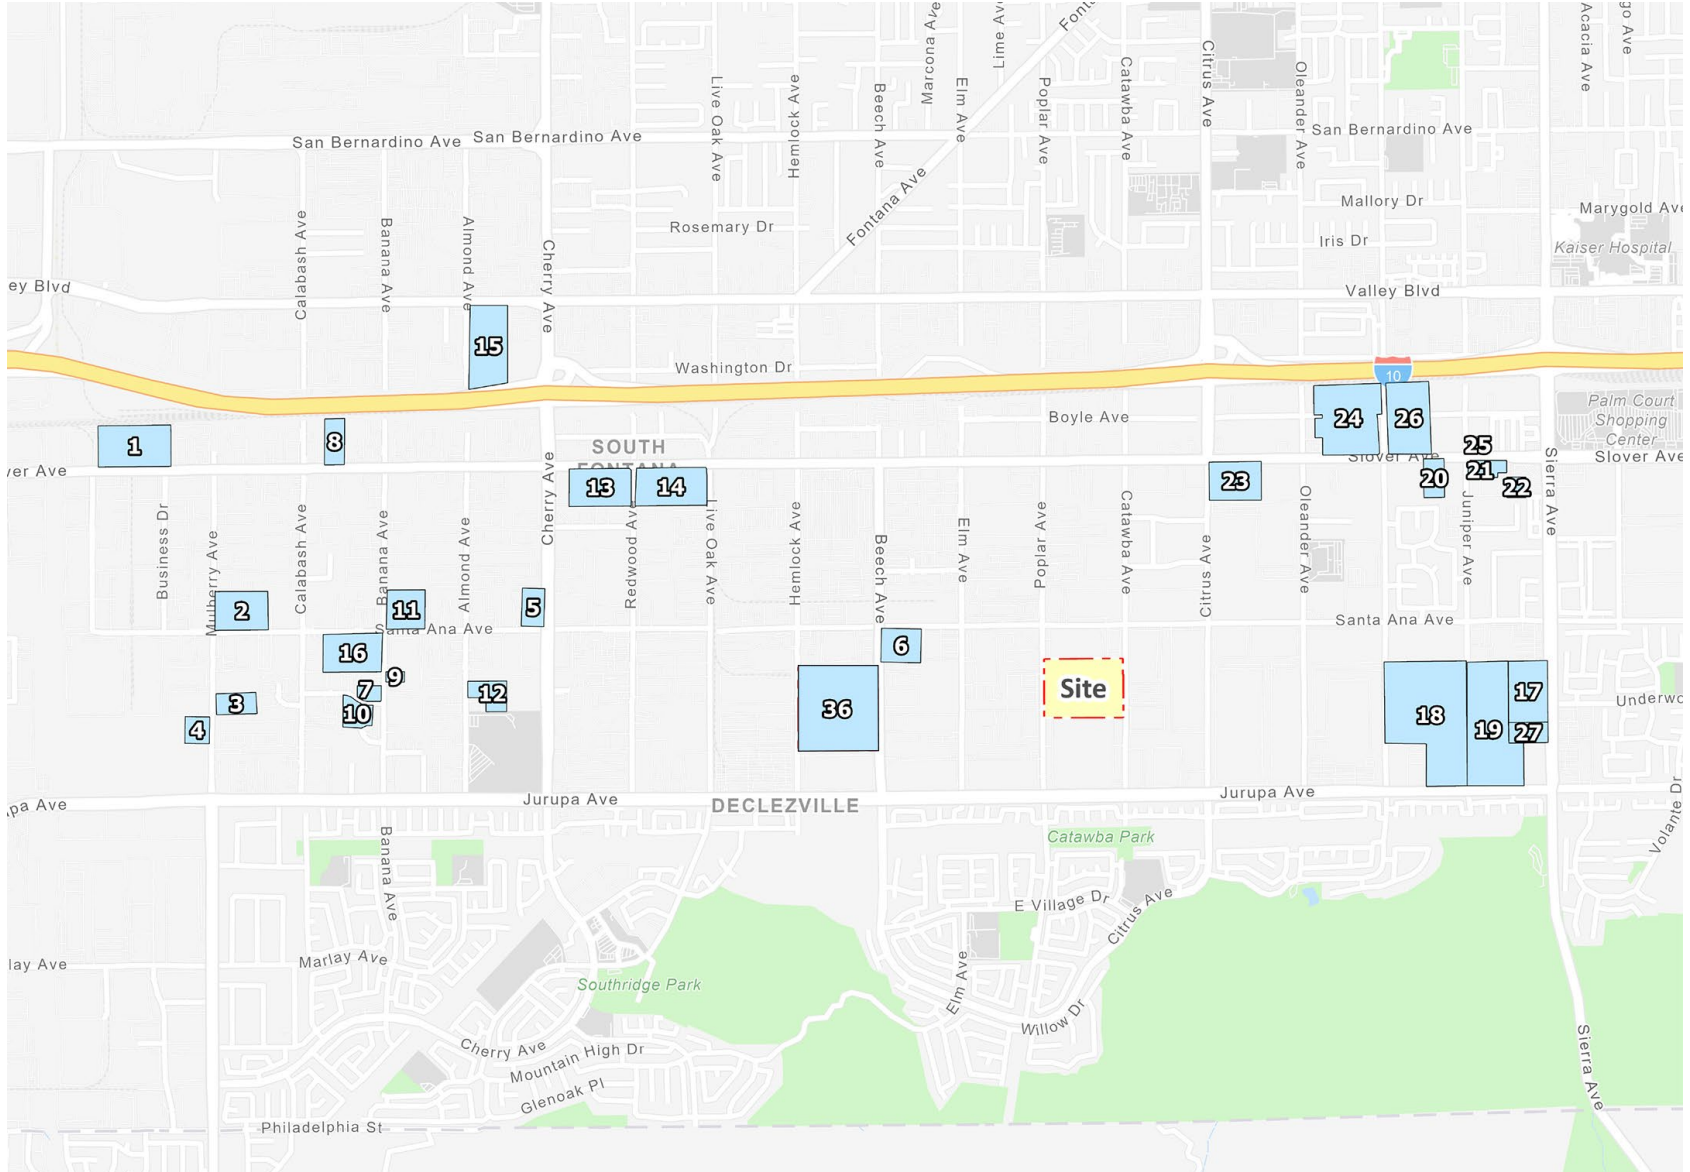 Font
Lime Ave
Marcorona Ave
Acacia Ave
go Ave
Citrus Ave
Catawba Ave
Oleander Ave
Live Oak Ave
Hemlock Ave
Beech Ave
Elm Ave
Poplar Ave
San Bernardino Ave
San Bernardino Ave
San Bernardino Ave
Mallory Dr
Marygold Ave
Fontana Ave
Rosemary Dr
Iris Dr
Kaiser Hospital
Calabash Ave
Banana Ave
Almond Ave
Cherry Ave
ey Blvd
Valley Blvd
15
Washington Dr
10
Boyle Ave
24
26
Palm Court
Shopping
Center
1
8
SOUTH
FONTANA
25
ver Ave
Slover Ave
Slover Ave
13
14
23
20
21
22
Cherry Ave
Sierra Ave
Business Dr
Mulberry Ave
Calabash Ave
Banana Ave
Almond Ave
Redwood Ave
Live Oak Ave
Hemlock Ave
Beech Ave
Elm Ave
Poplar Ave
Catawba Ave
Citrus Ave
Oleander Ave
Juniper Ave
2
11
5
Santa Ana Ave
Santa Ana Ave
16
6
9
7
12
Site
17
3
10
36
18
Underwo
4
19
27
Jurupa Ave
Jurupa Ave
pa Ave
DECLEZVILLE
Volante Dr
Catawba Park
Banana Ave
E Village Dr
Citrus Ave
lay Ave
Marlay Ave
Southridge Park
Elm Ave
Willow Dr
Cherry Ave
Mountain High Dr
Glenoak Pl
Sierra Ave
Philadelphia St